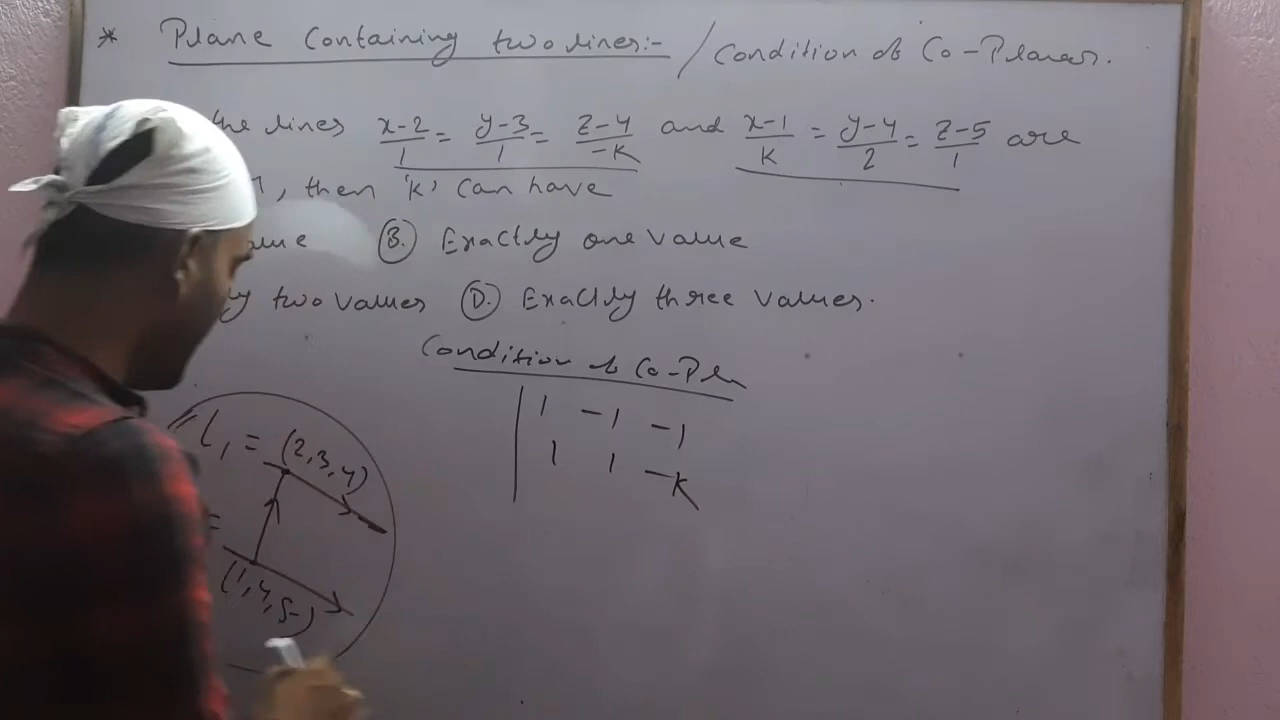 * Plane Containing two lines:- / Condition of Co-Planar.
the lines x-2/1 = y-3/1 = z-4/-k and x-1/k = y-4/2 = z-5/1 are
, then 'k' can have
B. Exactly one value
two values D. Exactly three values.
Condition of Co-Plan
1 -1 -1
1 1 -k
L₁ = (2,3,4)
=
(1,4,5)